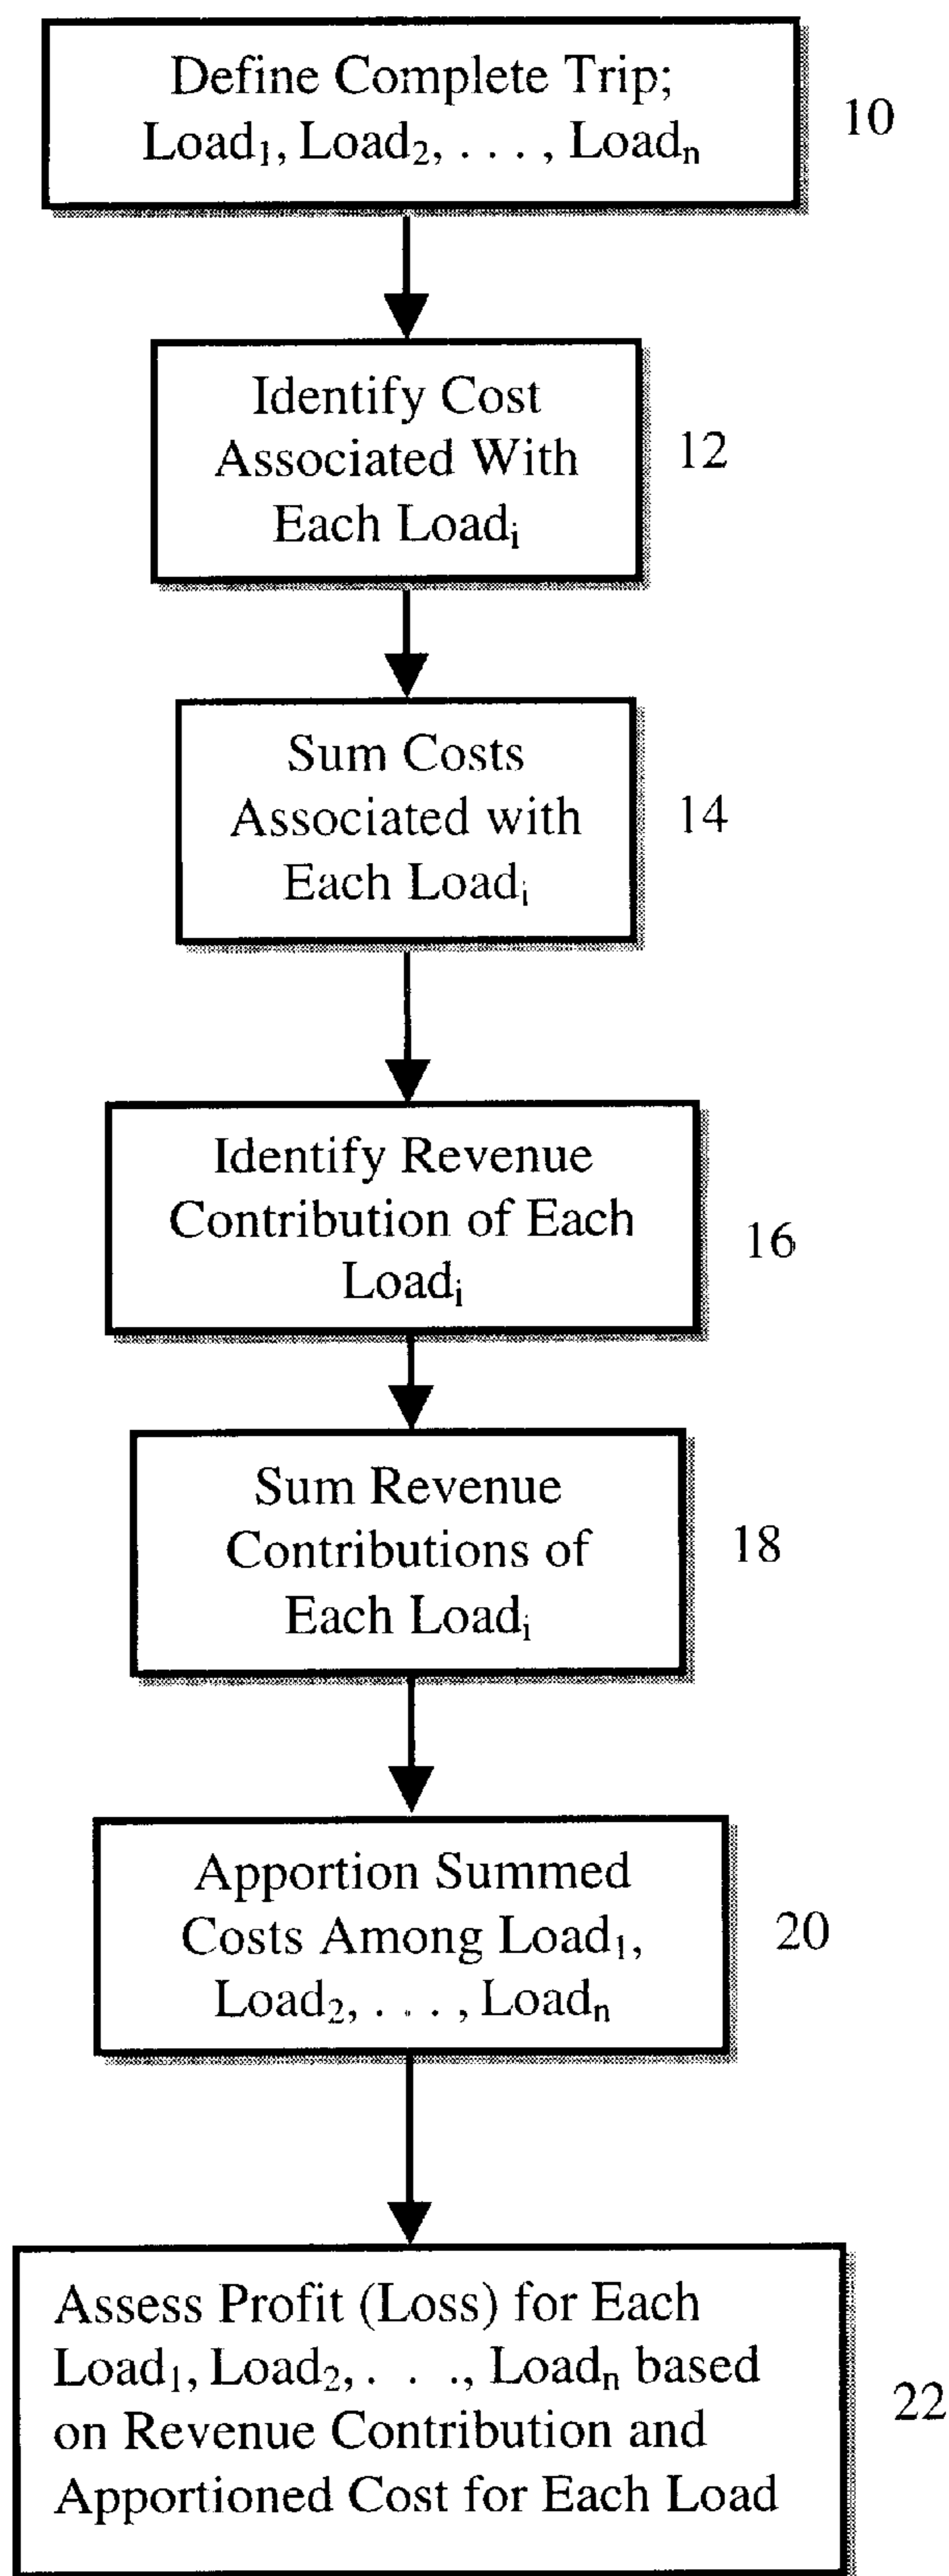 Define Complete Trip;
Load₁, Load₂, . . . , Loadₙ
10
Identify Cost
Associated With
Each Loadᵢ
12
Sum Costs
Associated with
Each Loadᵢ
14
Identify Revenue
Contribution of Each
Loadᵢ
16
Sum Revenue
Contributions of
Each Loadᵢ
18
Apportion Summed
Costs Among Load₁,
Load₂, . . . , Loadₙ
20
Assess Profit (Loss) for Each
Load₁, Load₂, . . ., Loadₙ based
on Revenue Contribution and
Apportioned Cost for Each Load
22